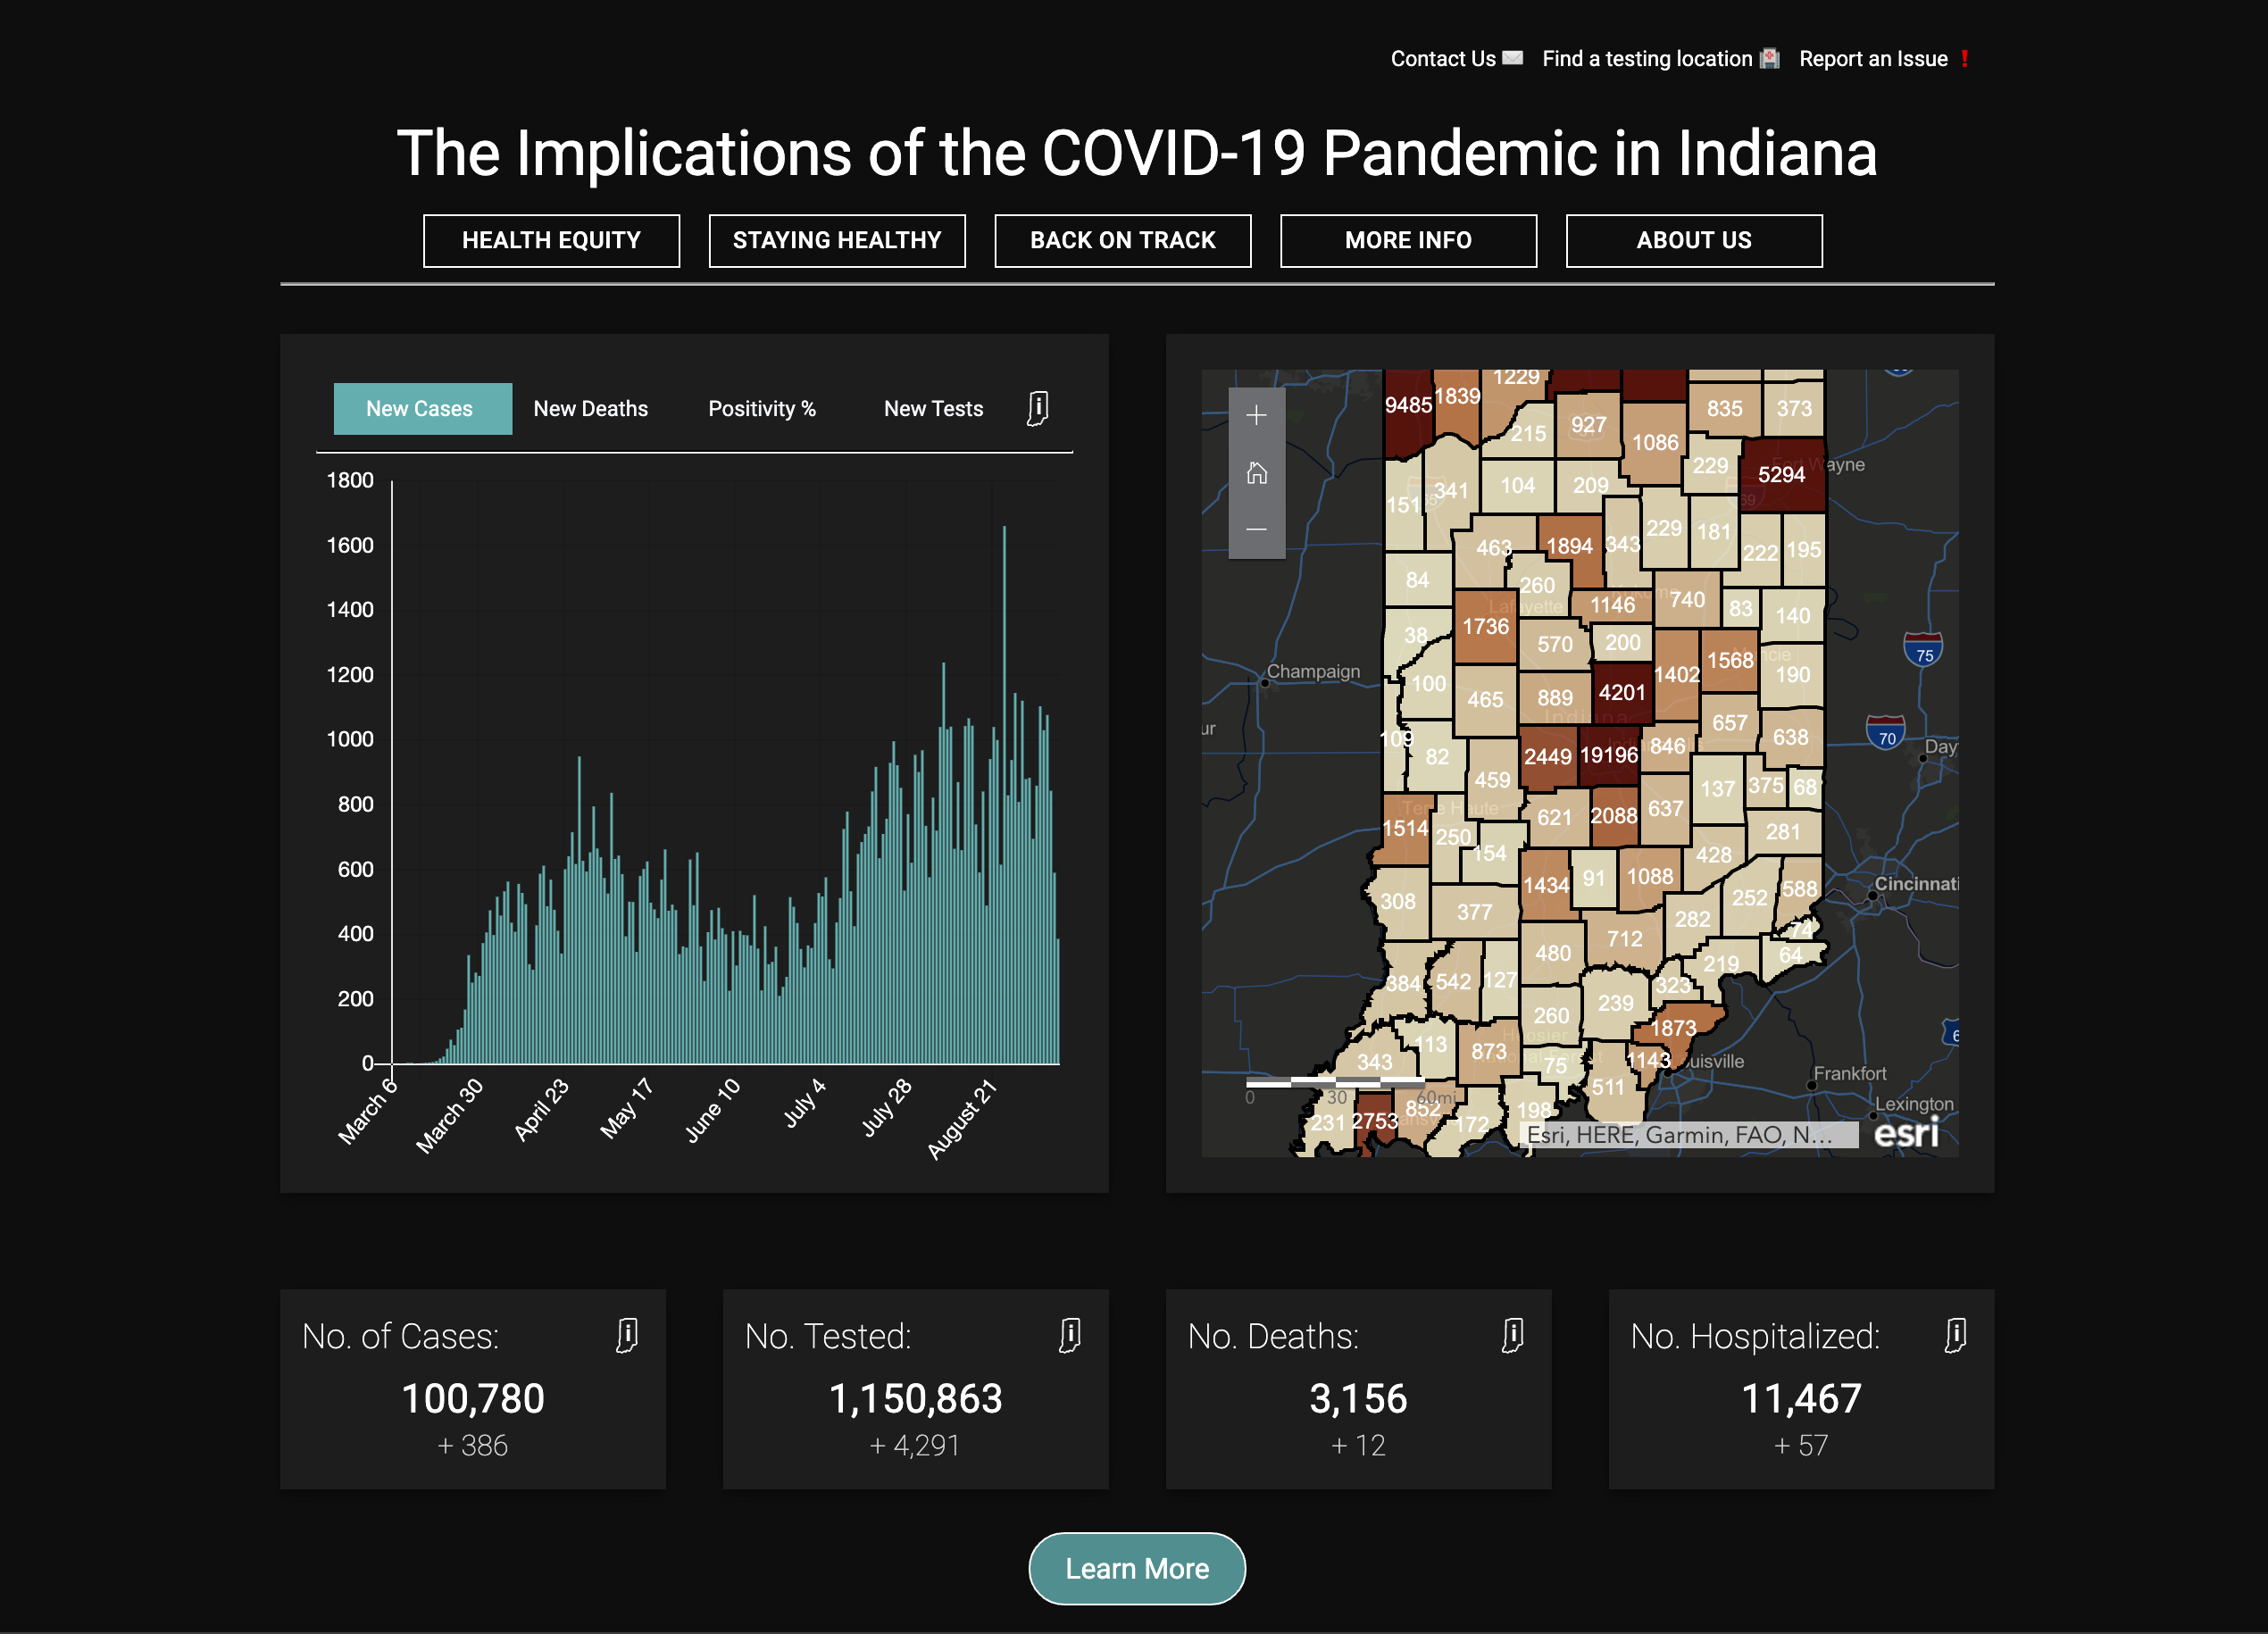 Contact Us
Find a testing location
Report an Issue
The Implications of the COVID-19 Pandemic in Indiana
HEALTH EQUITY
STAYING HEALTHY
BACK ON TRACK
MORE INFO
ABOUT US
New Cases
New Deaths
Positivity %
New Tests
1800
1600
1400
1200
1000
800
600
400
200
0
March 6
March 30
April 23
May 17
June 10
July 4
July 28
August 21
+
−
9485
1839
1229
835
373
215
927
1086
229
5294
Wayne
69
151
341
104
209
463
1894
343
229
181
222
195
84
260
Lafayette
1146
740
83
140
38
1736
570
200
1402
1568
190
75
Champaign
100
465
889
4201
Indiana
657
638
70
ur
109
82
2449
19196
846
Day
459
137
375
68
Terre Haute
1514
250
154
621
2088
637
281
428
Cincinnati
308
377
1434
91
1088
252
588
282
74
384
542
127
480
712
219
64
323
260
239
1873
343
113
873
75
1143
uisville
511
Frankfort
6
0
30
60mi
231
2753
852
172
198
Lexington
Esri, HERE, Garmin, FAO, N...
esri
No. of Cases:
100,780
+ 386
No. Tested:
1,150,863
+ 4,291
No. Deaths:
3,156
+ 12
No. Hospitalized:
11,467
+ 57
Learn More